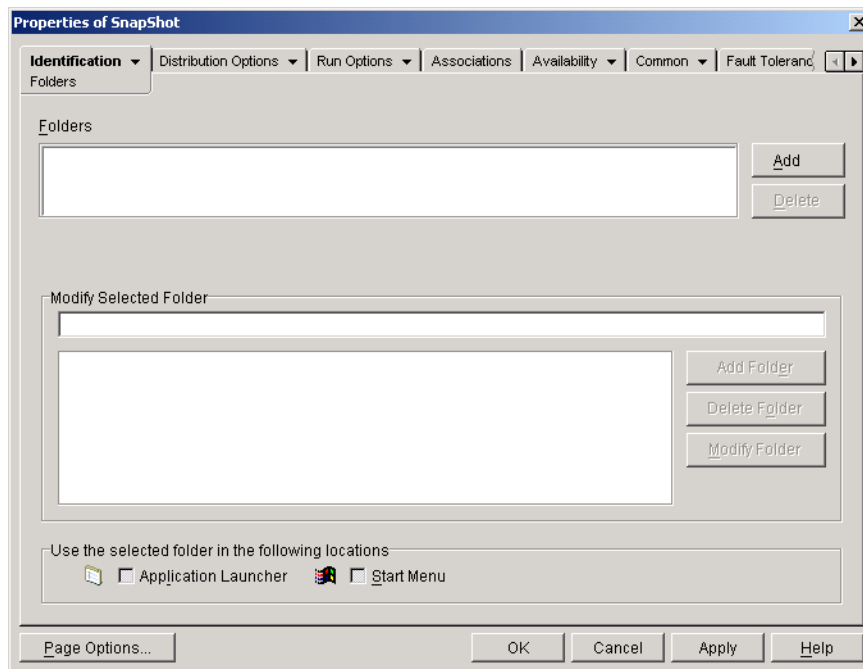 Properties of SnapShot
Identification Distribution Options Run Options Associations Availability Common Fault Toleranc
Folders
Folders
Add
Delete
Modify Selected Folder
Add Folder
Delete Folder
Modify Folder
Use the selected folder in the following locations
Application Launcher Start Menu
Page Options... OK Cancel Apply Help